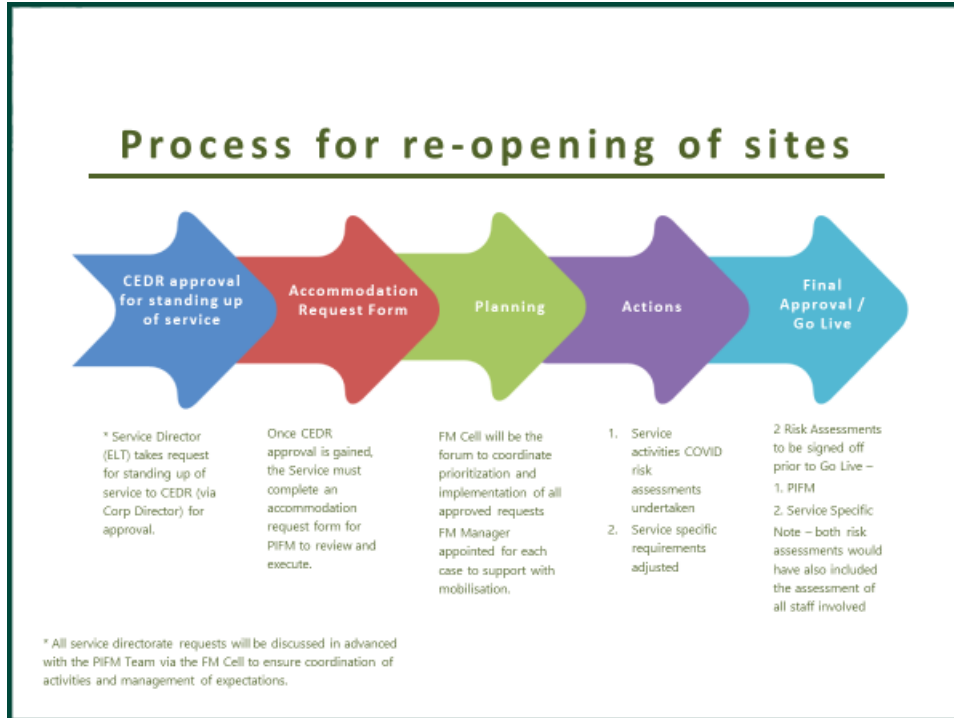 Process for re-opening of sites
CEDR approval
for standing up
of service
Accommodation
Request Form
Planning
Actions
Final
Approval /
Go Live
* Service Director
(ELT) takes request
for standing up of
service to CEDR (via
Corp Director) for
approval.
Once CEDR
approval is gained,
the Service must
complete an
accommodation
request form for
PIFM to review and
execute.
FM Cell will be the
forum to coordinate
prioritization and
implementation of all
approved requests
FM Manager
appointed for each
case to support with
mobilisation.
1. Service
activities COVID
risk
assessments
undertaken
2. Service specific
requirements
adjusted
2 Risk Assessments
to be signed off
prior to Go Live –
1. PIFM
2. Service Specific
Note – both risk
assessments would
have also included
the assessment of
all staff involved
* All service directorate requests will be discussed in advanced
with the PIFM Team via the FM Cell to ensure coordination of
activities and management of expectations.